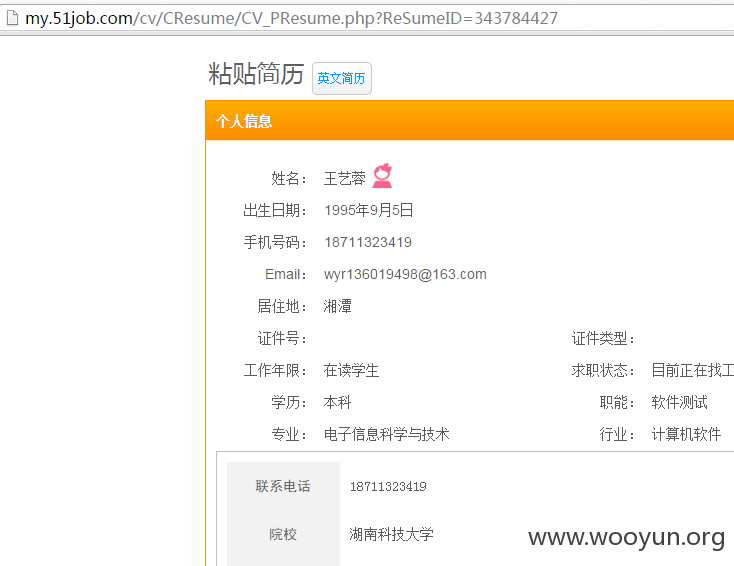 my.51job.com/cv/CResume/CV_PResume.php?ReSumeID=343784427
粘贴简历 英文简历
个人信息
姓名： 王艺蓉
出生日期： 1995年9月5日
手机号码： 18711323419
Email： wyr136019498@163.com
居住地： 湘潭
证件号： 证件类型：
工作年限： 在读学生 求职状态： 目前正在找工
学历： 本科 职能： 软件测试
专业： 电子信息科学与技术 行业： 计算机软件
联系电话 18711323419
院校 湖南科技大学
www.wooyun.org